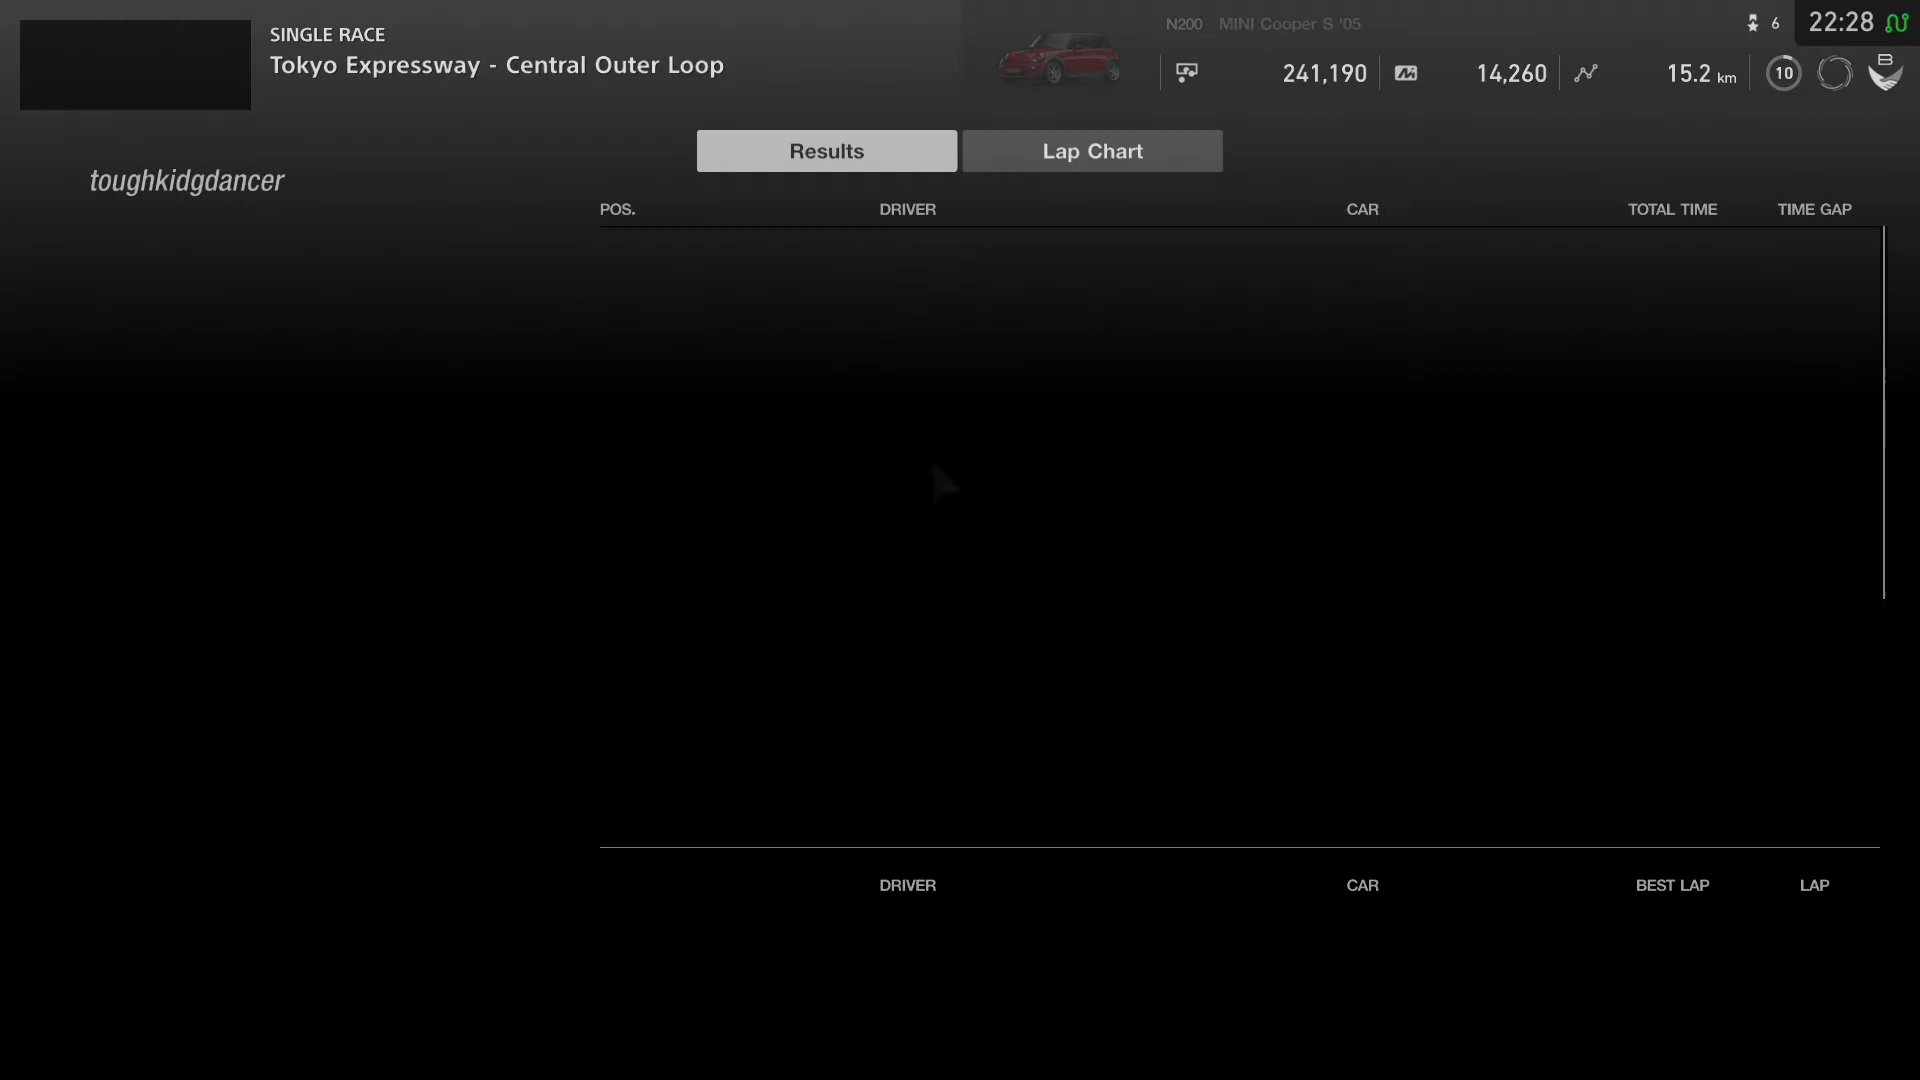 SINGLE RACE
Tokyo Expressway - Central Outer Loop
N200 MINI Cooper S '05
6
22:28
241,190
14,260
15.2 km
10
B
Results
Lap Chart
toughkidgdancer
POS. DRIVER CAR TOTAL TIME TIME GAP
DRIVER CAR BEST LAP LAP